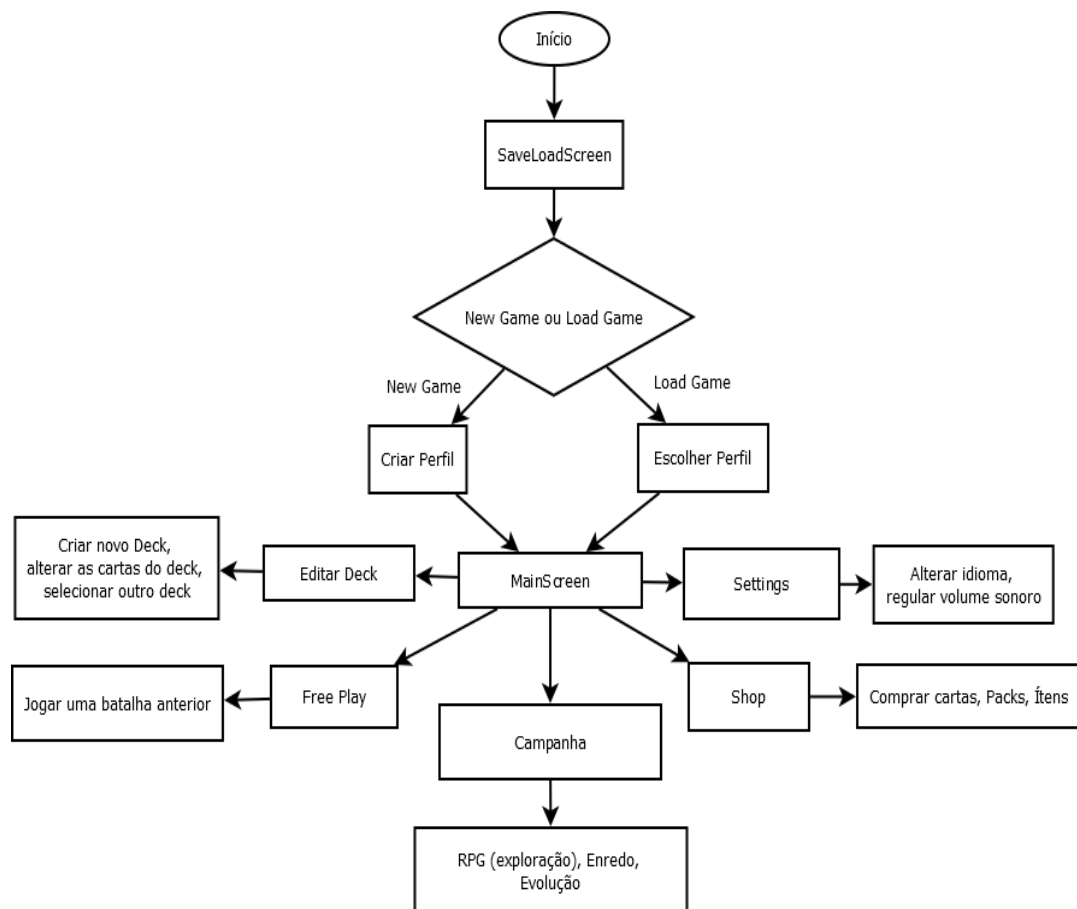 Início
SaveLoadScreen
New Game ou Load Game
New Game
Load Game
Criar Perfil
Escolher Perfil
Criar novo Deck,
alterar as cartas do deck,
selecionar outro deck
Editar Deck
MainScreen
Settings
Alterar idioma,
regular volume sonoro
Jogar uma batalha anterior
Free Play
Campanha
Shop
Comprar cartas, Packs, Ítens
RPG (exploração), Enredo,
Evolução